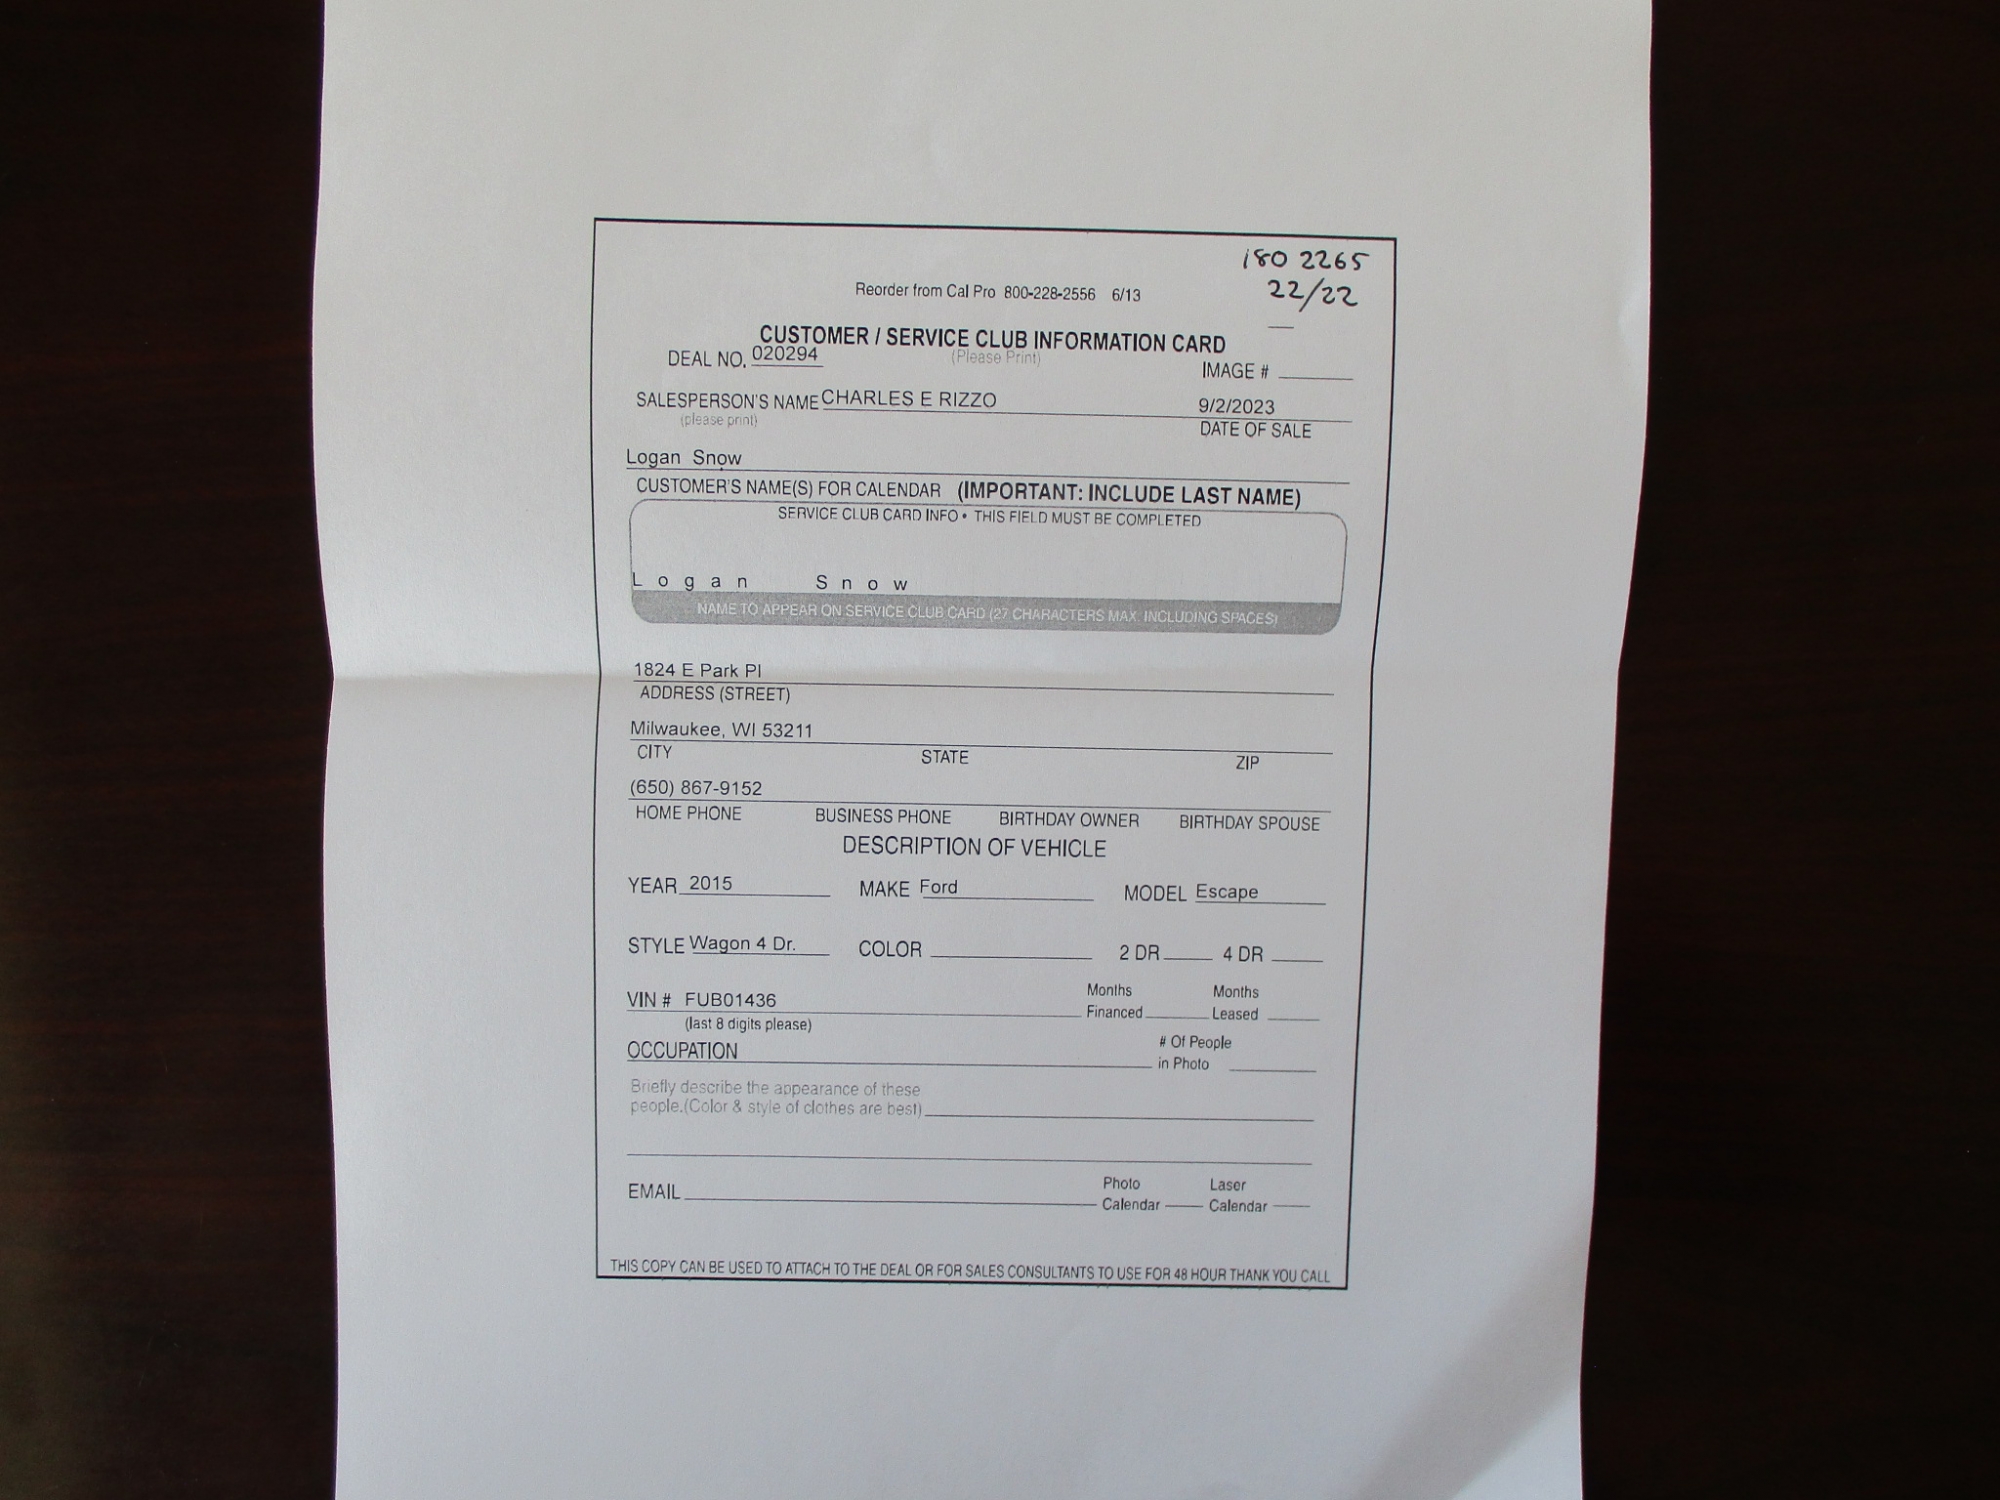 180 2265
22/22
Reorder from Cal Pro 800-228-2556 6/13
CUSTOMER / SERVICE CLUB INFORMATION CARD
DEAL NO. 020294 (Please Print)
IMAGE #
SALESPERSON'S NAME CHARLES E RIZZO 9/2/2023
(please print) DATE OF SALE
Logan Snow
CUSTOMER'S NAME(S) FOR CALENDAR (IMPORTANT: INCLUDE LAST NAME)
SERVICE CLUB CARD INFO • THIS FIELD MUST BE COMPLETED
L o g a n S n o w
NAME TO APPEAR ON SERVICE CLUB CARD (27 CHARACTERS MAX. INCLUDING SPACES)
1824 E Park Pl
ADDRESS (STREET)
Milwaukee, WI 53211
CITY STATE ZIP
(650) 867-9152
HOME PHONE BUSINESS PHONE BIRTHDAY OWNER BIRTHDAY SPOUSE
DESCRIPTION OF VEHICLE
YEAR 2015 MAKE Ford MODEL Escape
STYLE Wagon 4 Dr. COLOR 2 DR 4 DR
Months Months
VIN # FUB01436 Financed Leased
(last 8 digits please)
# Of People
OCCUPATION in Photo
Briefly describe the appearance of these
people.(Color & style of clothes are best)
Photo Laser
EMAIL Calendar Calendar
THIS COPY CAN BE USED TO ATTACH TO THE DEAL OR FOR SALES CONSULTANTS TO USE FOR 48 HOUR THANK YOU CALL